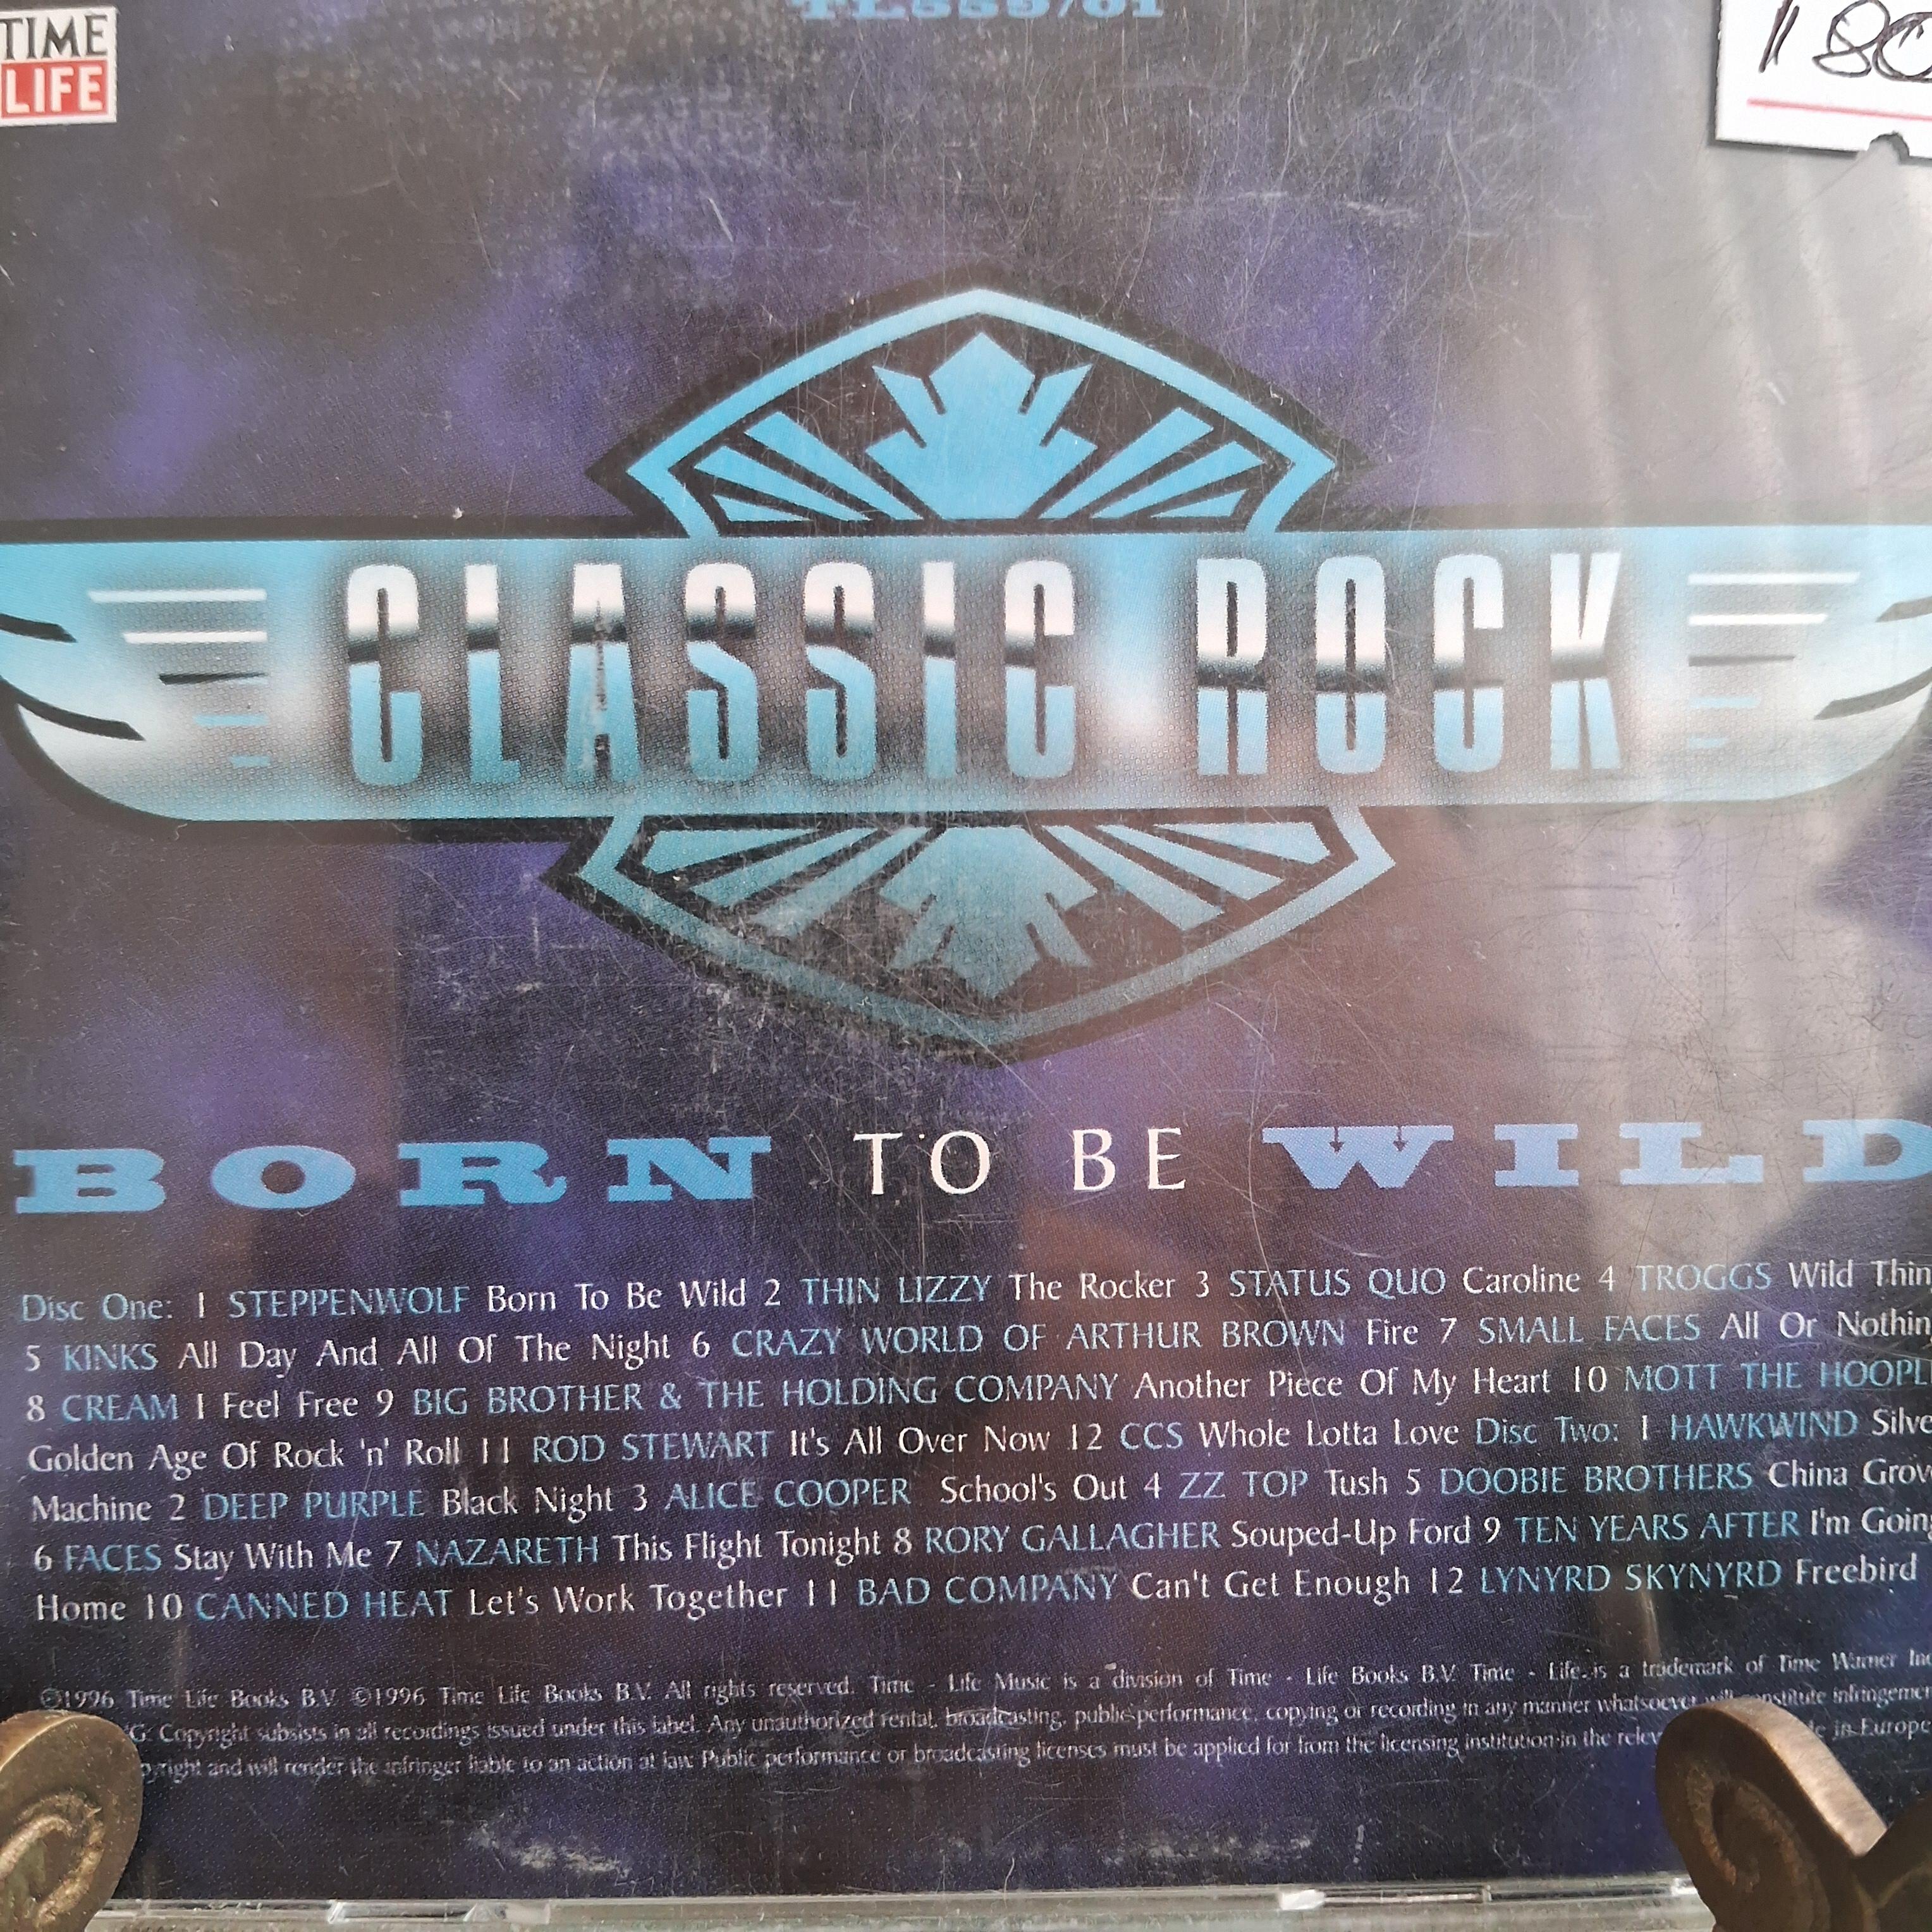 TIME
LIFE
180
CLASSIC ROCK
BORN TO BE WILD
Disc One: 1 STEPPENWOLF Born To Be Wild 2 THIN LIZZY The Rocker 3 STATUS QUO Caroline 4 TROGGS Wild Thin
5 KINKS All Day And All Of The Night 6 CRAZY WORLD OF ARTHUR BROWN Fire 7 SMALL FACES All Or Nothin
8 CREAM I Feel Free 9 BIG BROTHER & THE HOLDING COMPANY Another Piece Of My Heart 10 MOTT THE HOOPL
Golden Age Of Rock 'n' Roll 11 ROD STEWART It's All Over Now 12 CCS Whole Lotta Love Disc Two: 1 HAWKWIND Silve
Machine 2 DEEP PURPLE Black Night 3 ALICE COOPER School's Out 4 ZZ TOP Tush 5 DOOBIE BROTHERS China Grov
6 FACES Stay With Me 7 NAZARETH This Flight Tonight 8 RORY GALLAGHER Souped-Up Ford 9 TEN YEARS AFTER I'm Going
Home 10 CANNED HEAT Let's Work Together 11 BAD COMPANY Can't Get Enough 12 LYNYRD SKYNYRD Freebird
℗1996 Time Life Books B.V. ©1996 Time Life Books B.V. All rights reserved. Time - Life Music is a division of Time - Life Books B.V. Time - Life is a trademark of Time Warner Inc
G: Copyright subsists in all recordings issued under this label. Any unauthorized rental, broadcasting, public performance, copying or recording in any manner whatsoever will constitute infringemen
pyright and will render the infringer liable to an action at law. Public performance or broadcasting licenses must be applied for from the licensing institution in the relev de in Europe